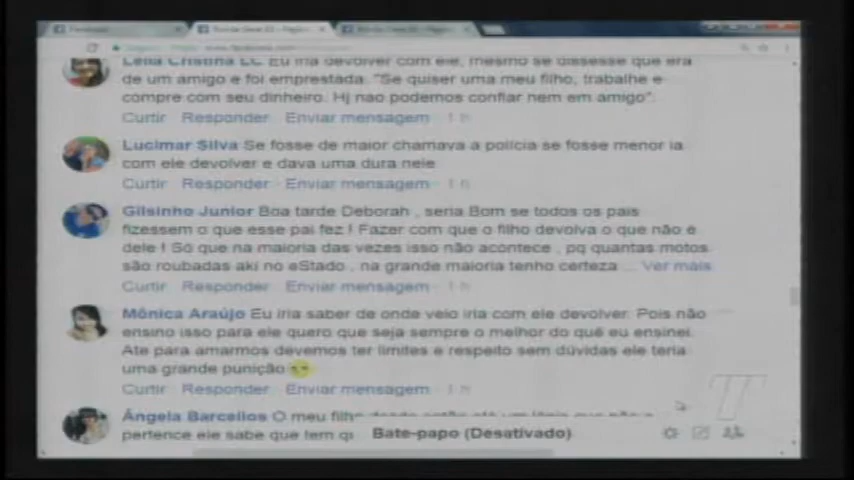 Leila Cristina LC Eu iria devolver com ele, mesmo se dissesse que era
de um amigo e foi emprestada. "Se quiser uma meu filho, trabalhe e
compre com seu dinheiro. Hj nao podemos confiar nem em amigo".
Curtir Responder Enviar mensagem 1 h
Lucimar Silva Se fosse de maior chamava a policia se fosse menor ia
com ele devolver e dava uma dura nele
Curtir Responder Enviar mensagem 1 h
Gilsinho Junior Boa tarde Deborah , seria Bom se todos os pais
fizessem o que esse pai fez ! Fazer com que o filho devolva o que não e
dele ! Só que na maioria das vezes isso não acontece , pq quantas motos
são roubadas aki no eStado , na grande maioria tenho certeza ... Ver mais
Curtir Responder Enviar mensagem 1 h
Mônica Araújo Eu iria saber de onde veio iria com ele devolver. Pois não
ensino isso para ele quero que seja sempre o melhor do quê eu ensinei.
Ate para amarmos devemos ter limites e respeito sem dúvidas ele teria
uma grande punição
Curtir Responder Enviar mensagem 1 h
Ângela Barcellos O meu filho
pertence ele sabe que tem
Bate-papo (Desativado)